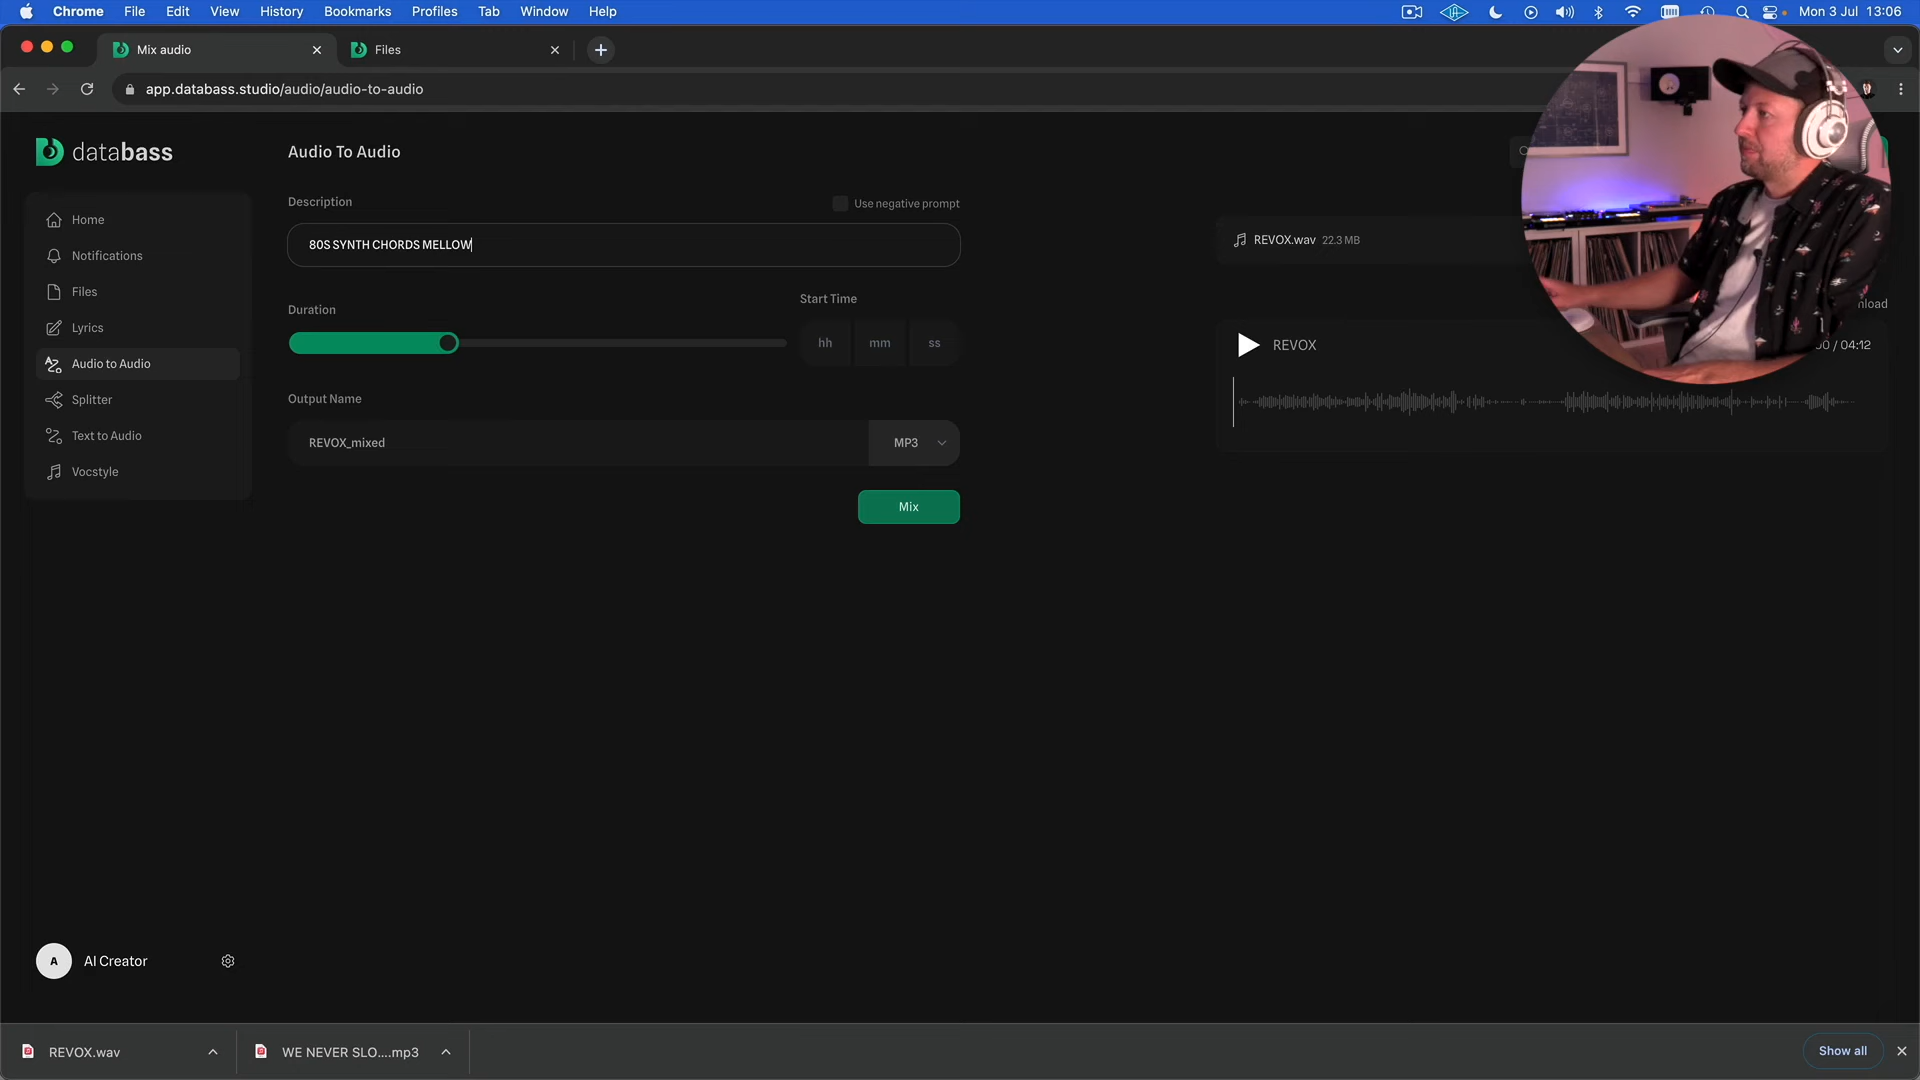 Chrome File Edit View History Bookmarks Profiles Tab Window Help Mon 3 Jul 13:06
Mix audio
Files
app.databass.studio/audio/audio-to-audio
databass
Audio To Audio
Home
Notifications
Files
Lyrics
Audio to Audio
Splitter
Text to Audio
Vocstyle
Description
Use negative prompt
80S SYNTH CHORDS MELLOW
Duration
Start Time
hh mm ss
Output Name
REVOX_mixed
MP3
Mix
REVOX.wav 22.3 MB
REVOX
/ 04:12
A AI Creator
REVOX.wav
WE NEVER SLO....mp3
Show all